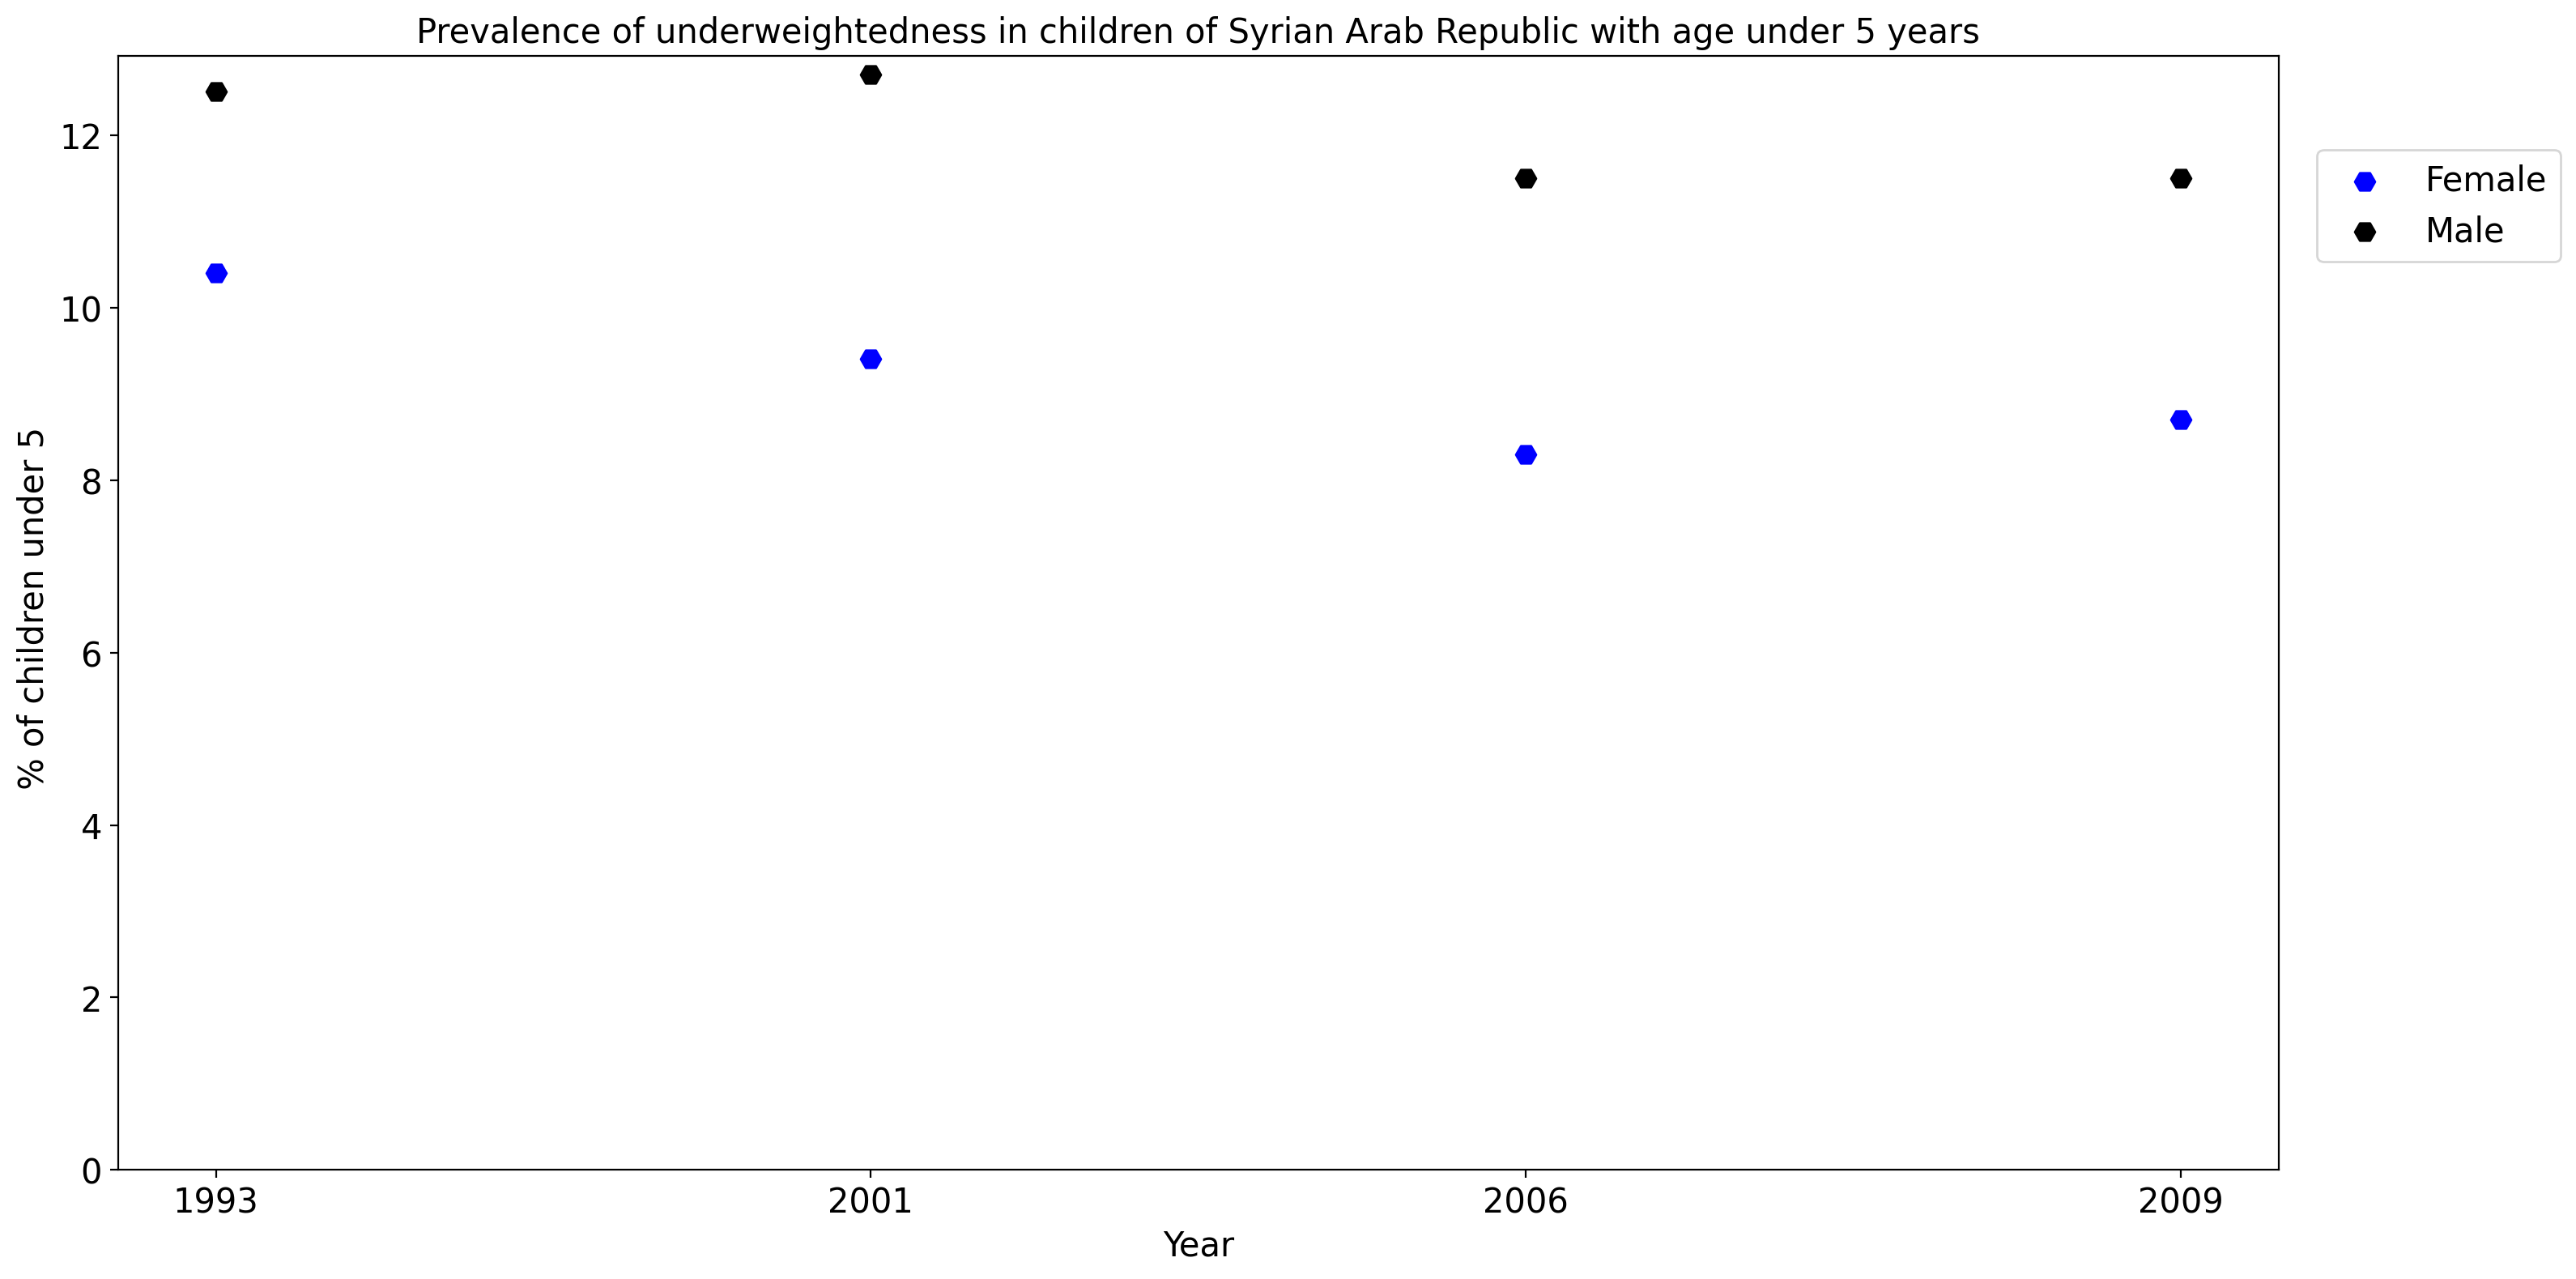 Prevalence of underweightedness in children of Syrian Arab Republic with age under 5 years
% of children under 5
12
10
8
6
4
2
0
1993
2001
2006
2009
Year
Female
Male